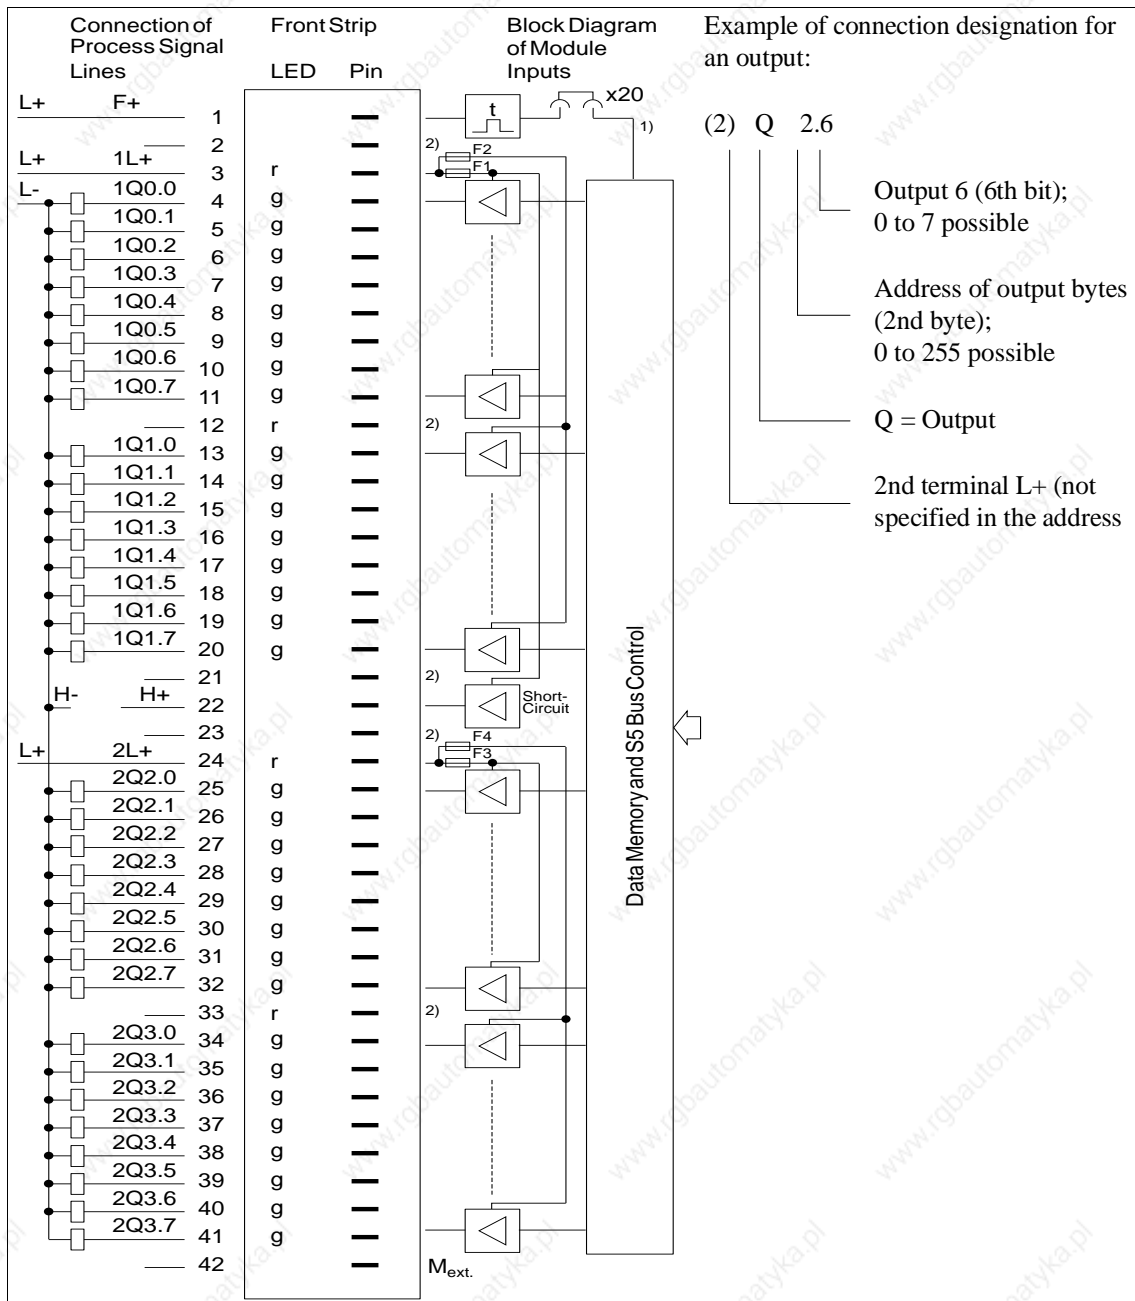 Connection of Process Signal Lines
Front Strip
LED Pin
Block Diagram of Module Inputs
Example of connection designation for an output:
L+ F+ 1 t x20 1)
2 2) F2
L+ 1L+ 3 r F1
L- 1Q0.0 4 g
1Q0.1 5 g
1Q0.2 6 g
1Q0.3 7 g
1Q0.4 8 g
1Q0.5 9 g
1Q0.6 10 g
1Q0.7 11 g
12 r 2)
1Q1.0 13 g
1Q1.1 14 g
1Q1.2 15 g
1Q1.3 16 g
1Q1.4 17 g
1Q1.5 18 g
1Q1.6 19 g
1Q1.7 20 g
21 2)
H- H+ 22 Short-Circuit
23 2) F4
L+ 2L+ 24 r F3
2Q2.0 25 g
2Q2.1 26 g
2Q2.2 27 g
2Q2.3 28 g
2Q2.4 29 g
2Q2.5 30 g
2Q2.6 31 g
2Q2.7 32 g
33 r 2)
2Q3.0 34 g
2Q3.1 35 g
2Q3.2 36 g
2Q3.3 37 g
2Q3.4 38 g
2Q3.5 39 g
2Q3.6 40 g
2Q3.7 41 g
42 Mext.
Data Memory and S5 Bus Control
(2) Q 2.6
Output 6 (6th bit);
0 to 7 possible
Address of output bytes
(2nd byte);
0 to 255 possible
Q = Output
2nd terminal L+ (not
specified in the address
www.rgbautomatyka.pl